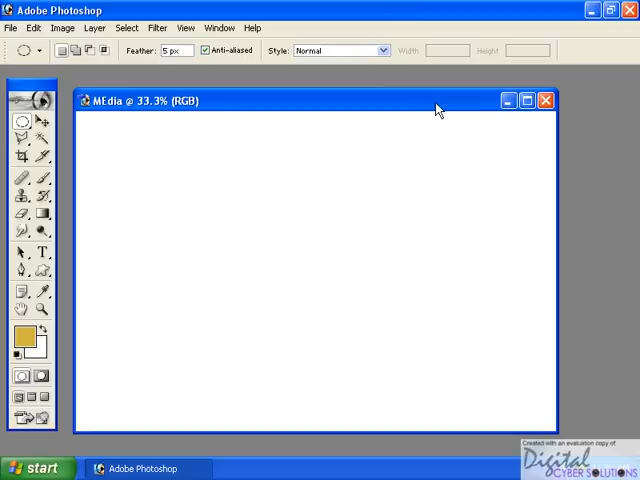 Adobe Photoshop
File Edit Image Layer Select Filter View Window Help
Feather: 5 px Anti-aliased Style: Normal Width Height
MEdia @ 33.3% (RGB)
T
start Adobe Photoshop
Created with an evaluation copy of
Digital
CYBER SOLUTIONS